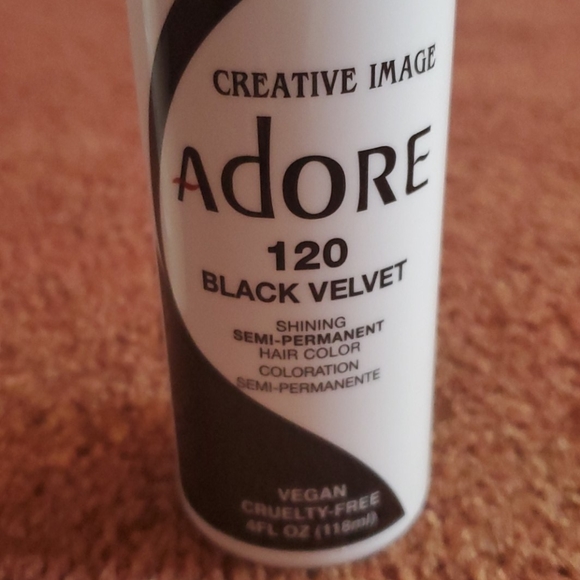 CREATIVE IMAGE
AdORE
120
BLACK VELVET
SHINING
SEMI-PERMANENT
HAIR COLOR
COLORATION
SEMI-PERMANENTE
VEGAN
CRUELTY-FREE
4FL OZ (118ml)